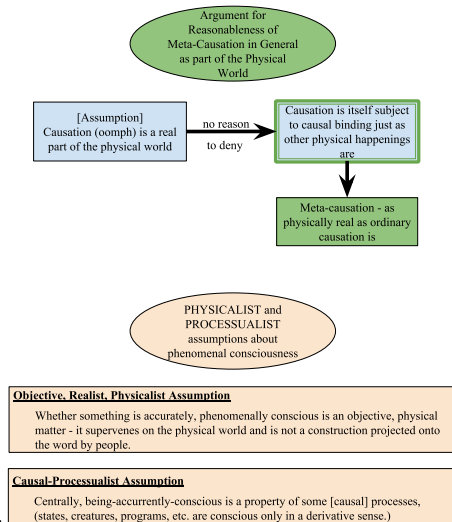 Argument for
Reasonableness of
Meta-Causation in General
as part of the Physical
World
[Assumption]
Causation (oomph) is a real
part of the physical world
no reason
to deny
Causation is itself subject
to causal binding just as
other physical happenings
are
Meta-causation - as
physically real as ordinary
causation is
PHYSICALIST and
PROCESSUALIST
assumptions about
phenomenal consciousness
Objective, Realist, Physicalist Assumption
Whether something is accurately, phenomenally conscious is an objective, physical
matter - it supervenes on the physical world and is not a construction projected onto
the word by people.
Causal-Processualist Assumption
Centrally, being-accurrently-conscious is a property of some [causal] processes,
(states, creatures, programs, etc. are conscious only in a derivative sense.)